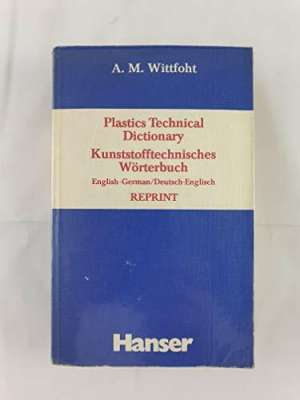 A. M. Wittfoht
Plastics Technical
Dictionary
Kunststofftechnisches
Wörterbuch
English-German/Deutsch-Englisch
REPRINT
Hanser